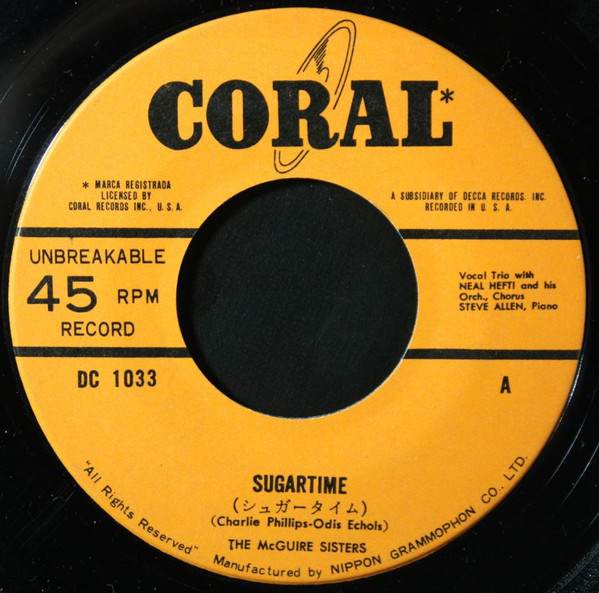 CORAL*
* MARCA REGISTRADA
LICENSED BY
CORAL RECORDS INC., U. S. A.
A SUBSIDIARY OF DECCA RECORDS. INC.
RECORDED IN U. S. A.
UNBREAKABLE
45 RPM
RECORD
Vocal Trio with
NEAL HEFTI and his
Orch., Chorus
STEVE ALLEN, Piano
DC 1033
A
SUGARTIME
(シュガータイム)
(Charlie Phillips-Odis Echols)
THE McGUIRE SISTERS
"All Rights Reserved" Manufactured by NIPPON GRAMMOPHON CO., LTD.